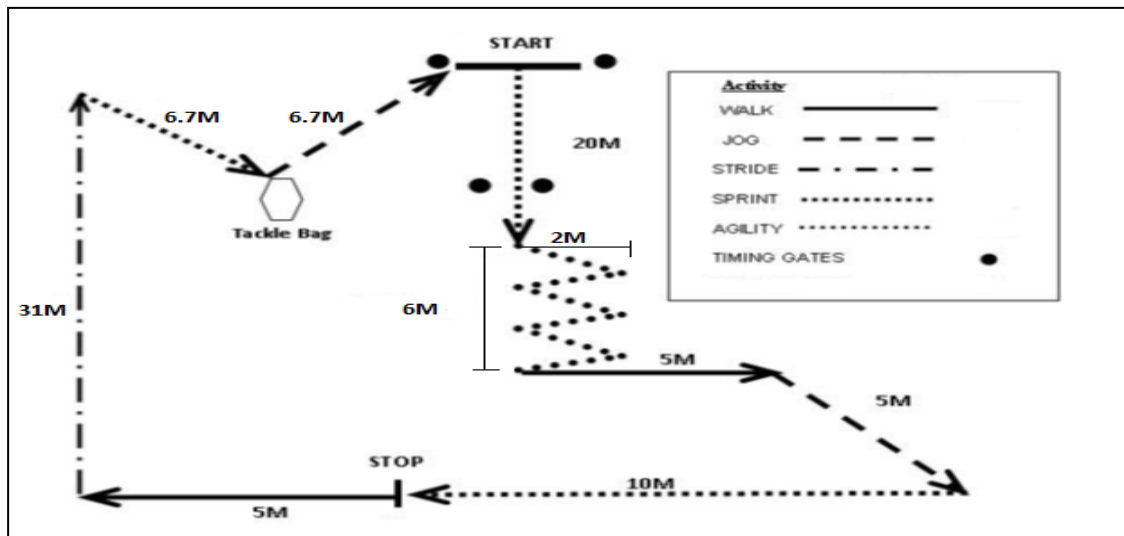 START
6.7M
6.7M
20M
Tackle Bag
2M
6M
31M
5M
5M
STOP
10M
5M
Activity
WALK
JOG
STRIDE
SPRINT
AGILITY
TIMING GATES